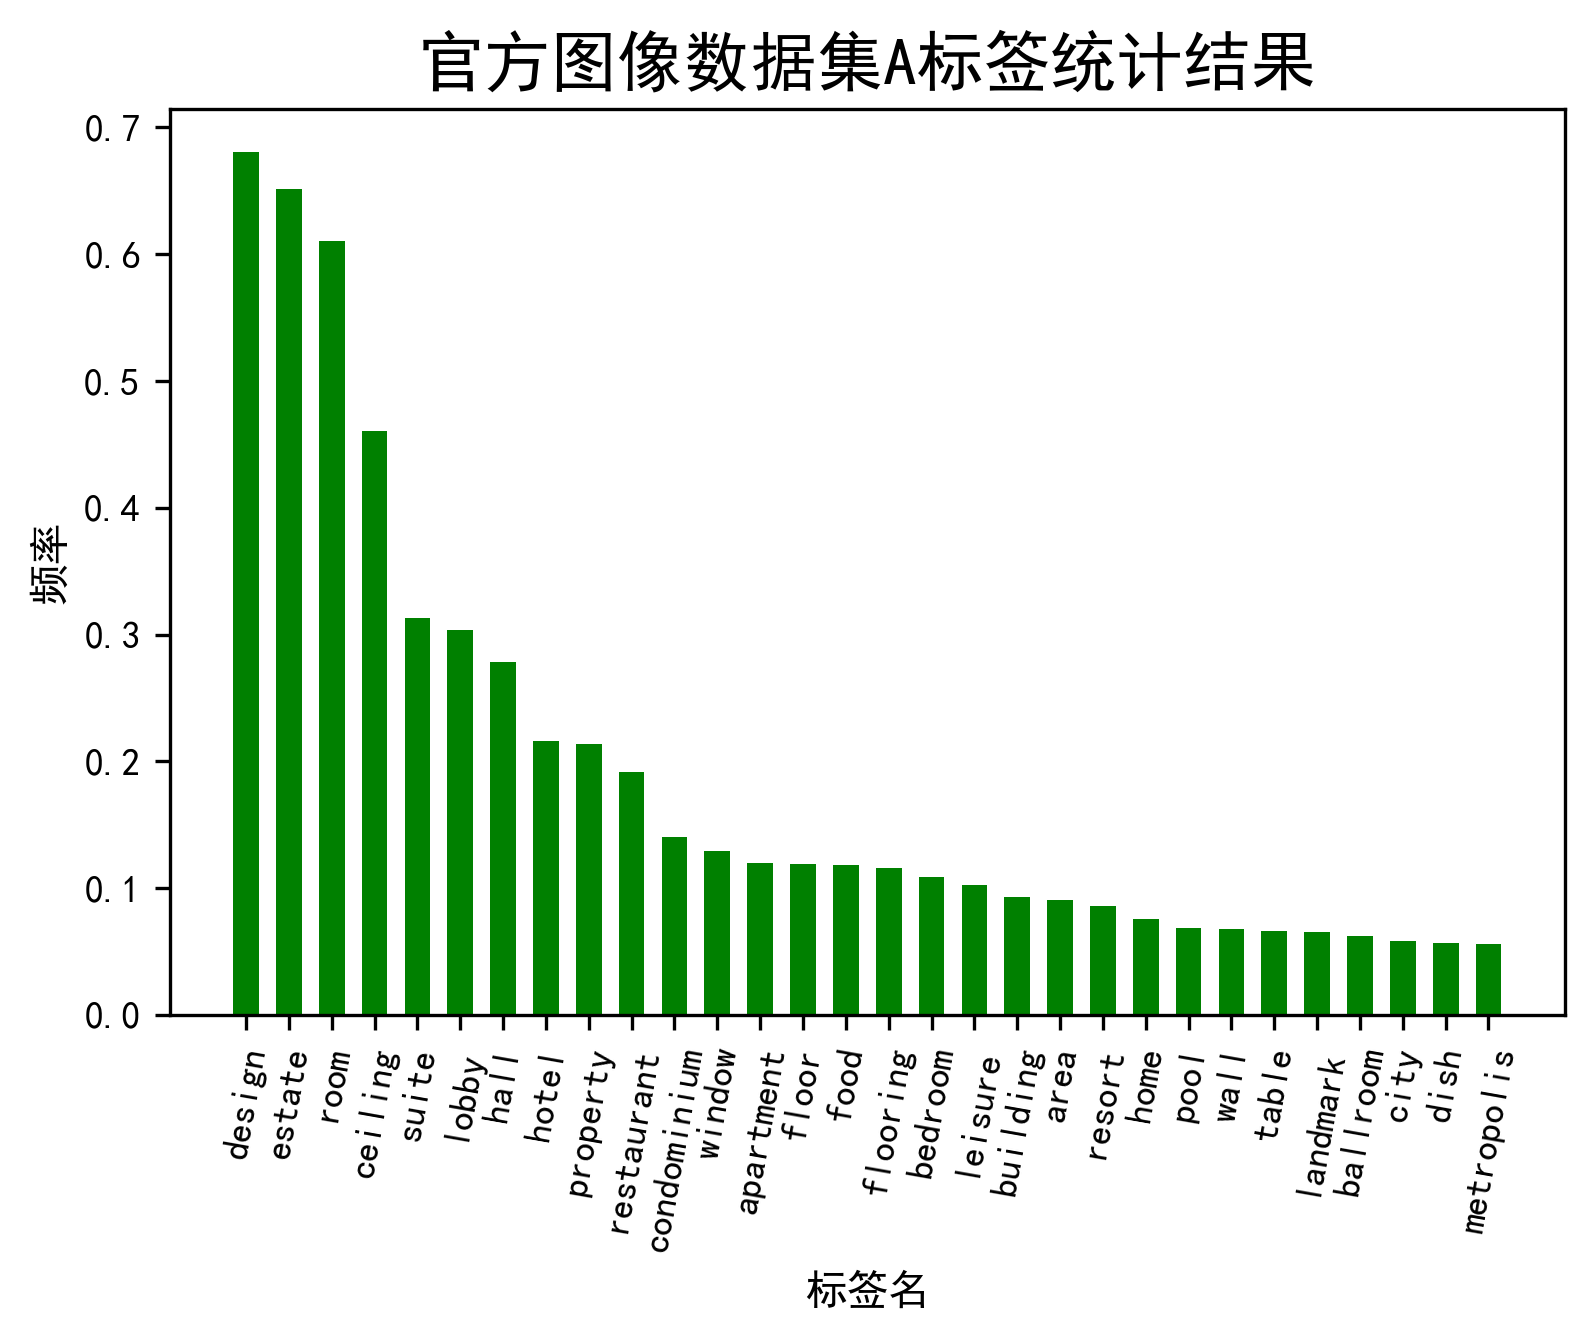 官方图像数据集A标签统计结果
频率
0.7
0.6
0.5
0.4
0.3
0.2
0.1
0.0
design
estate
room
ceiling
suite
lobby
hall
hotel
property
restaurant
condominium
window
apartment
floor
food
flooring
bedroom
leisure
building
area
resort
home
pool
wall
table
landmark
ballroom
city
dish
metropolis
标签名